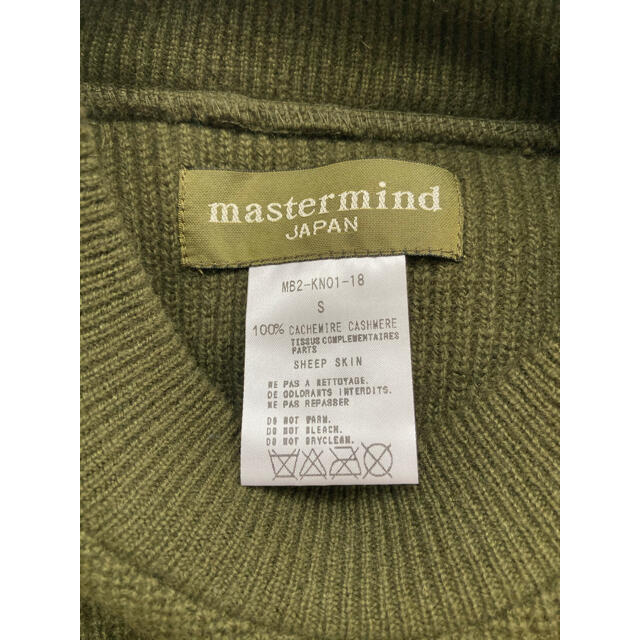 mastermind
JAPAN
MB2-KN01-18
S
100% CACHEMIRE CASHMERE
TISSUS COMPLEMENTAIRES
PARTS
SHEEP SKIN
NE PAS A NETTOYAGE.
DE COLORANTS INTERDITS.
NE PAS REPASSER
DO NOT WARM.
DO NOT BLEACH.
DO NOT DRYCLEAN.